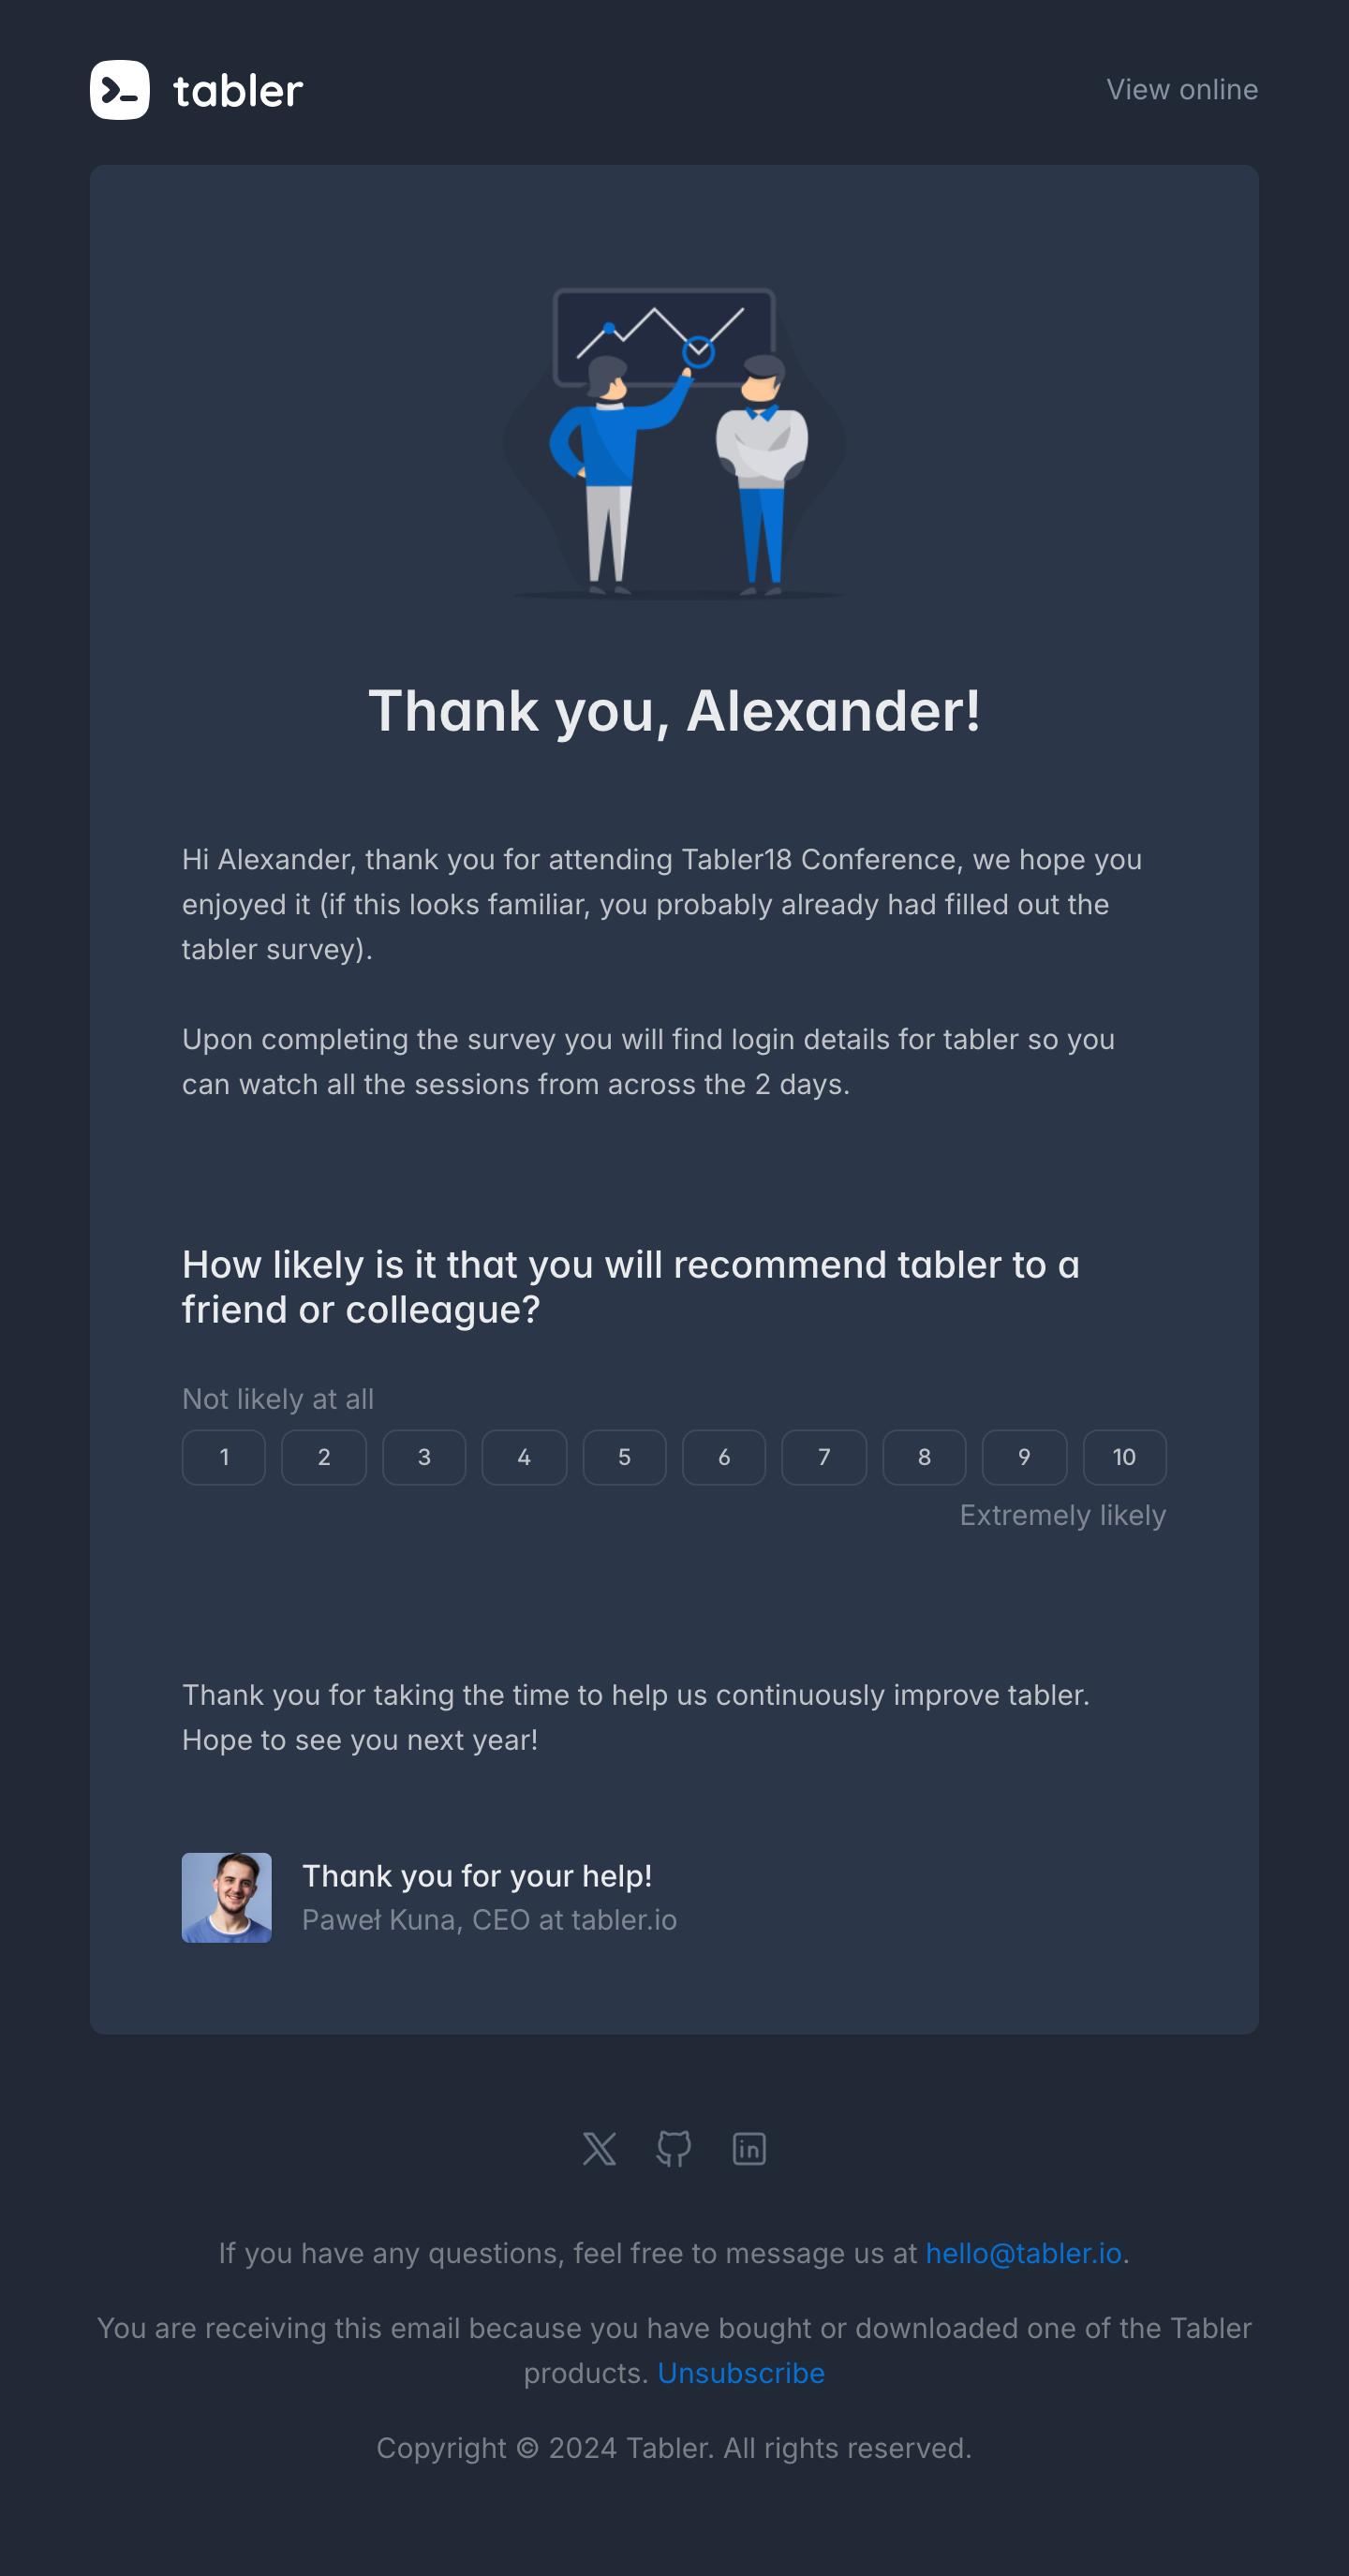 tabler
View online
Thank you, Alexander!
Hi Alexander, thank you for attending Tabler18 Conference, we hope you
enjoyed it (if this looks familiar, you probably already had filled out the
tabler survey).
Upon completing the survey you will find login details for tabler so you
can watch all the sessions from across the 2 days.
How likely is it that you will recommend tabler to a
friend or colleague?
Not likely at all
1 2 3 4 5 6 7 8 9 10
Extremely likely
Thank you for taking the time to help us continuously improve tabler.
Hope to see you next year!
Thank you for your help!
Paweł Kuna, CEO at tabler.io
If you have any questions, feel free to message us at hello@tabler.io.
You are receiving this email because you have bought or downloaded one of the Tabler
products. Unsubscribe
Copyright © 2024 Tabler. All rights reserved.